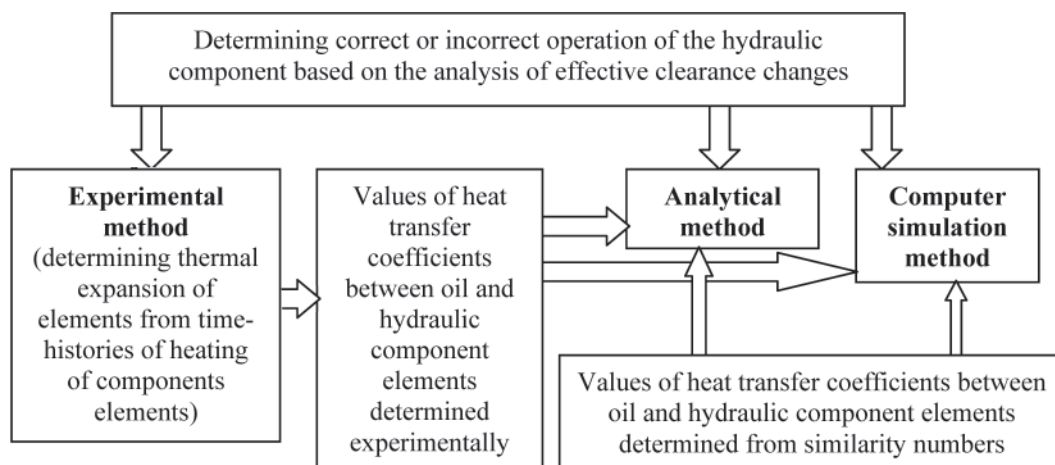 Determining correct or incorrect operation of the hydraulic
component based on the analysis of effective clearance changes
Experimental
method
(determining thermal
expansion of
elements from time-
histories of heating
of components
elements)
Values of heat
transfer
coefficients
between oil and
hydraulic
component
elements
determined
experimentally
Analytical
method
Computer
simulation
method
Values of heat transfer coefficients between
oil and hydraulic component elements
determined from similarity numbers